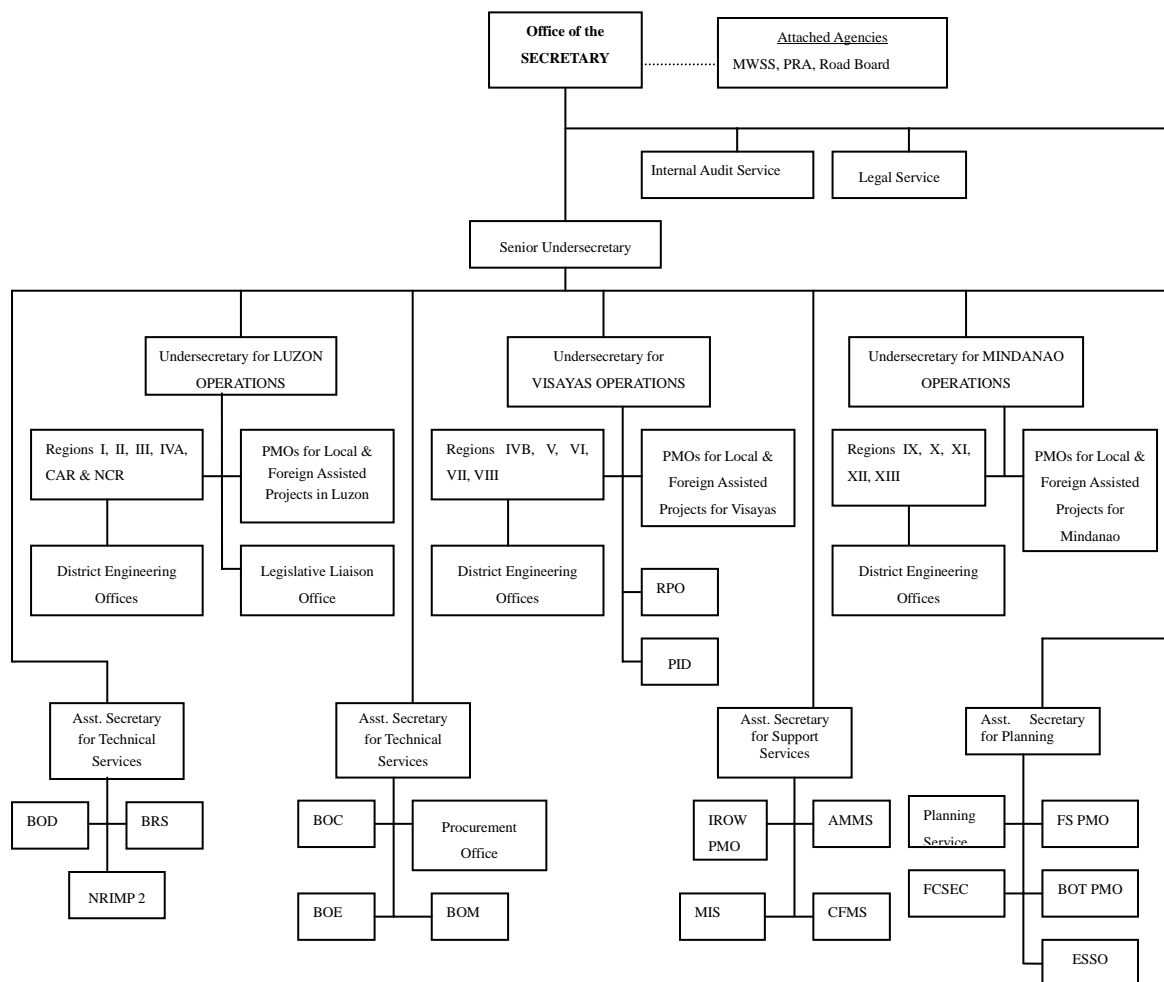 Office of the
SECRETARY
Attached Agencies
MWSS, PRA, Road Board
Internal Audit Service
Legal Service
Senior Undersecretary
Undersecretary for LUZON
OPERATIONS
Undersecretary for
VISAYAS OPERATIONS
Undersecretary for MINDANAO
OPERATIONS
Regions I, II, III, IVA,
CAR & NCR
PMOs for Local &
Foreign Assisted
Projects in Luzon
Regions IVB, V, VI,
VII, VIII
PMOs for Local &
Foreign Assisted
Projects for Visayas
Regions IX, X, XI,
XII, XIII
PMOs for Local &
Foreign Assisted
Projects for
Mindanao
District Engineering
Offices
Legislative Liaison
Office
District Engineering
Offices
RPO
PID
District Engineering
Offices
Asst. Secretary
for Technical
Services
Asst. Secretary
for Technical
Services
Asst. Secretary
for Support
Services
Asst. Secretary
for Planning
BOD
BRS
NRIMP 2
BOC
Procurement
Office
BOE
BOM
IROW
PMO
AMMS
MIS
CFMS
Planning
Service
FS PMO
FCSEC
BOT PMO
ESSO